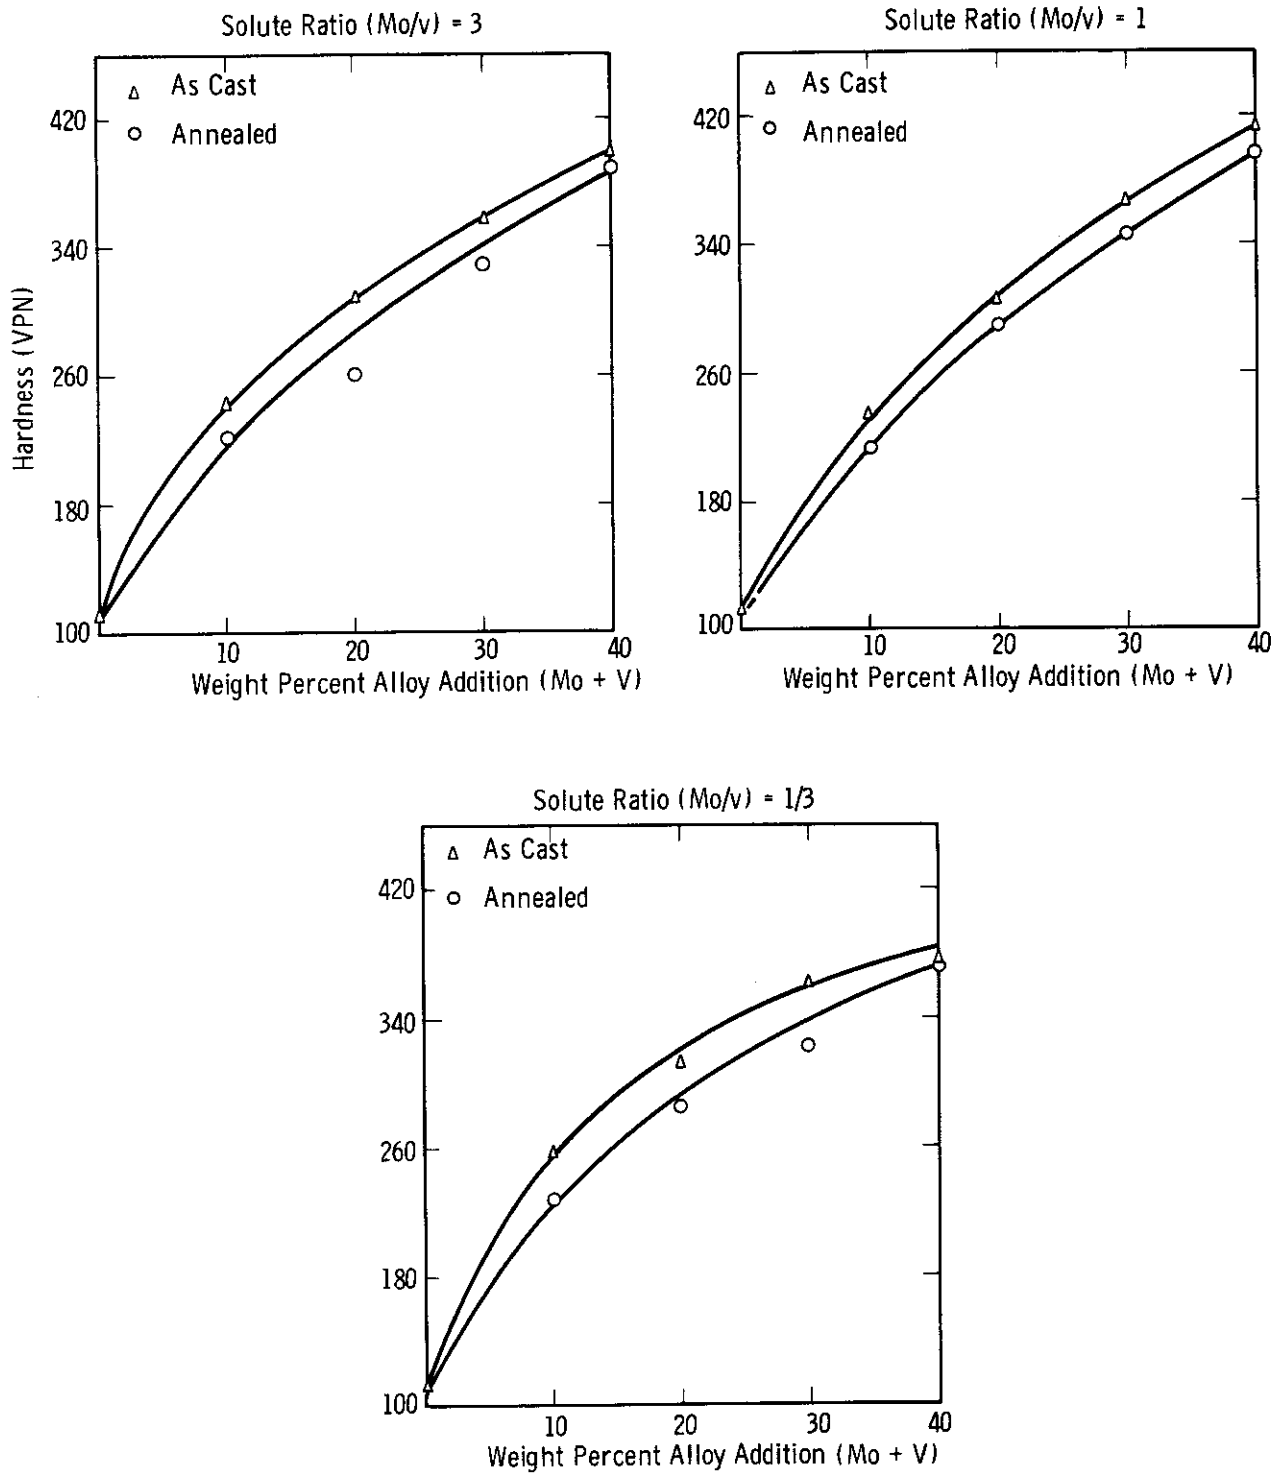 Solute Ratio (Mo/v) = 3
As Cast
Annealed
420
340
260
180
100
Hardness (VPN)
10 20 30 40
Weight Percent Alloy Addition (Mo + V)
Solute Ratio (Mo/v) = 1
As Cast
Annealed
420
340
260
180
100
10 20 30 40
Weight Percent Alloy Addition (Mo + V)
Solute Ratio (Mo/v) = 1/3
As Cast
Annealed
420
340
260
180
100
10 20 30 40
Weight Percent Alloy Addition (Mo + V)